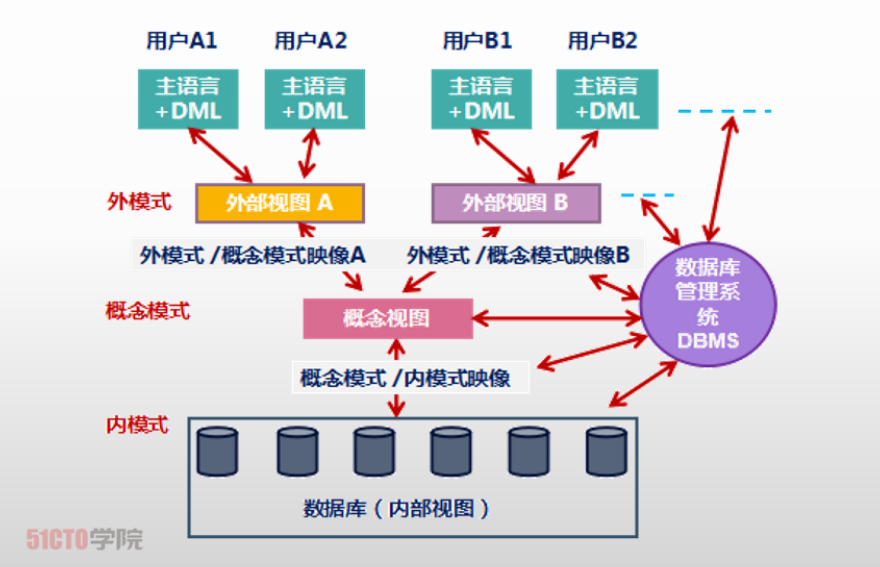 用户A1
用户A2
用户B1
用户B2
主语言
+DML
主语言
+DML
主语言
+DML
主语言
+DML
外模式
外部视图 A
外部视图 B
外模式 /概念模式映像A
外模式 /概念模式映像B
数据库
管理系
统
DBMS
概念模式
概念视图
概念模式 /内模式映像
内模式
数据库（内部视图）
51CTO学院